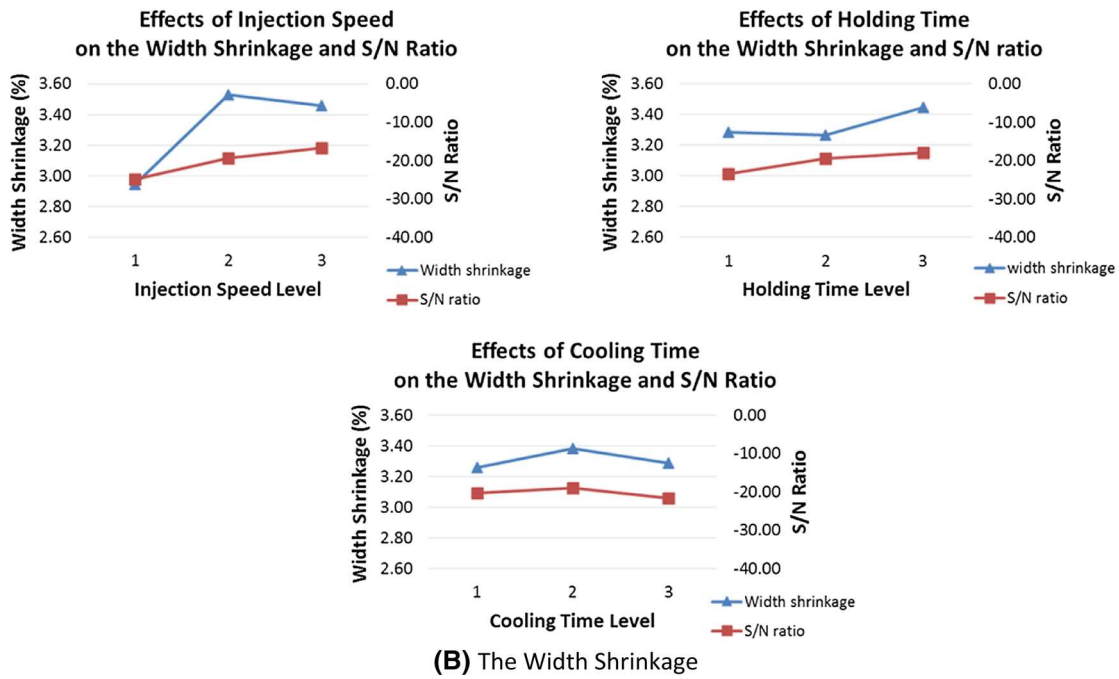 Effects of Injection Speed
on the Width Shrinkage and S/N Ratio
Width Shrinkage (%)
3.60
3.40
3.20
3.00
2.80
2.60
0.00
-10.00
-20.00
-30.00
-40.00
S/N Ratio
1 2 3
Injection Speed Level
Width shrinkage
S/N ratio
Effects of Holding Time
on the Width Shrinkage and S/N ratio
Width Shrinkage (%)
3.60
3.40
3.20
3.00
2.80
2.60
0.00
-10.00
-20.00
-30.00
-40.00
S/N Ratio
1 2 3
Holding Time Level
width shrinkage
S/N ratio
Effects of Cooling Time
on the Width Shrinkage and S/N Ratio
Width Shrinkage (%)
3.60
3.40
3.20
3.00
2.80
2.60
0.00
-10.00
-20.00
-30.00
-40.00
S/N Ratio
1 2 3
Cooling Time Level
Width shrinkage
S/N ratio
(B) The Width Shrinkage